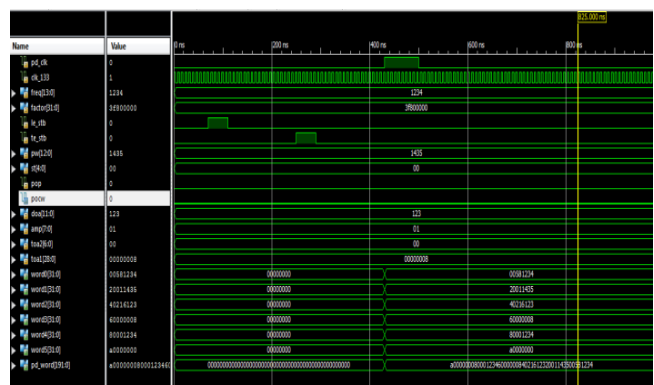 825.000 ns
Name Value 0 ns 200 ns 400 ns 600 ns 800 ns
pd_clk 0
clk_133 1
freq[13:0] 1234 1234
factor[31:0] 3f800000 3f800000
le_stb 0
te_stb 0
pw[12:0] 1435 1435
st[4:0] 00 00
pop 0
pocw 0
doa[11:0] 123 123
amp[7:0] 01 01
toa2[6:0] 00 00
toa1[28:0] 00000008 00000008
word0[31:0] 00581234 00000000 00581234
word1[31:0] 20011435 00000000 20011435
word2[31:0] 40216123 00000000 40216123
word3[31:0] 60000008 00000000 60000008
word4[31:0] 80001234 00000000 80001234
word5[31:0] a0000000 00000000 a0000000
pd_word[191:0] a00000008000123460 000000000000000000000000000000000000000000000000 a00000008000123460000008402161232001143500581234